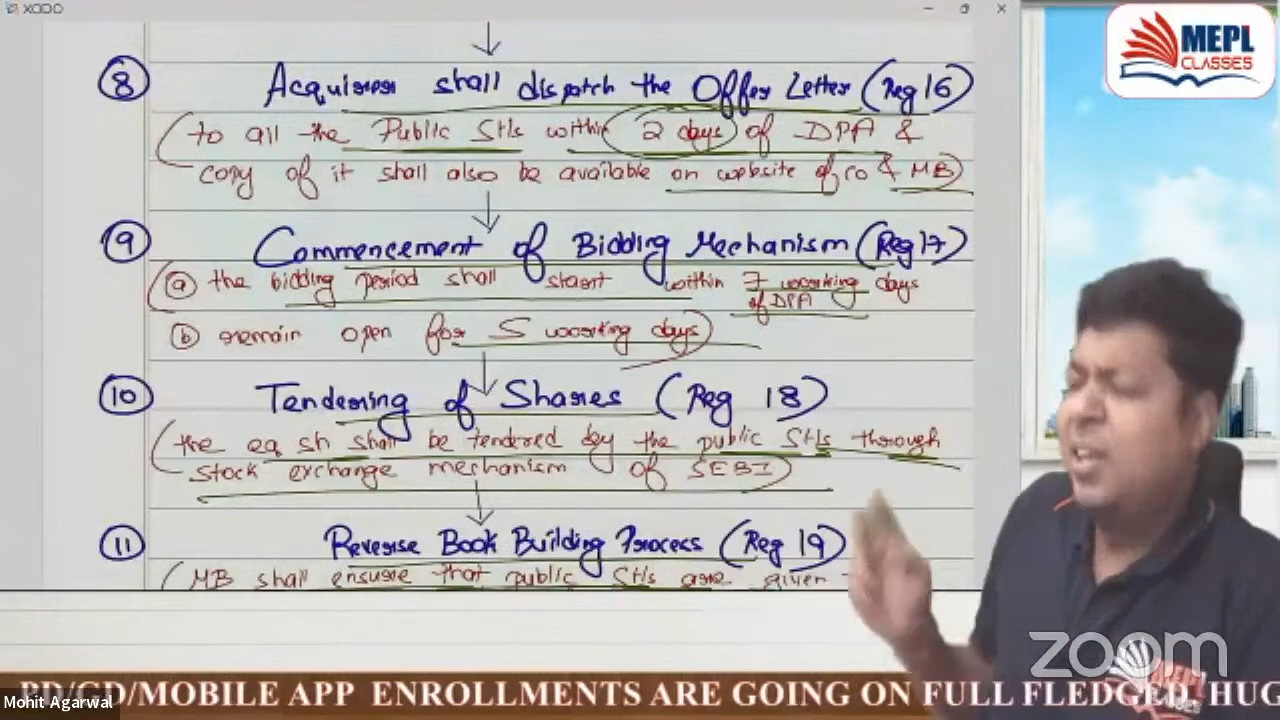 XODO
MEPL
CLASSES
8 Acquirer shall dispatch the Offer Letter (Reg 16)
(to all the Public SHs within 2 days of DPA &
copy of it shall also be available on website of co & MB)
9 Commencement of Bidding Mechanism (Reg 17)
(a) the bidding period shall start within 7 working days
of DPA
(b) remain open for 5 working days)
10 Tendering of Shares (Reg 18)
(the eq sh shall be tendered by the public SHs through
stock exchange mechanism of SEBI)
11 Reverse Book Building Process (Reg 19)
(MB shall ensure that public SHs are given
zoom
PD/GD/MOBILE APP ENROLLMENTS ARE GOING ON FULL FLEDGED, HUG
Mohit Agarwal